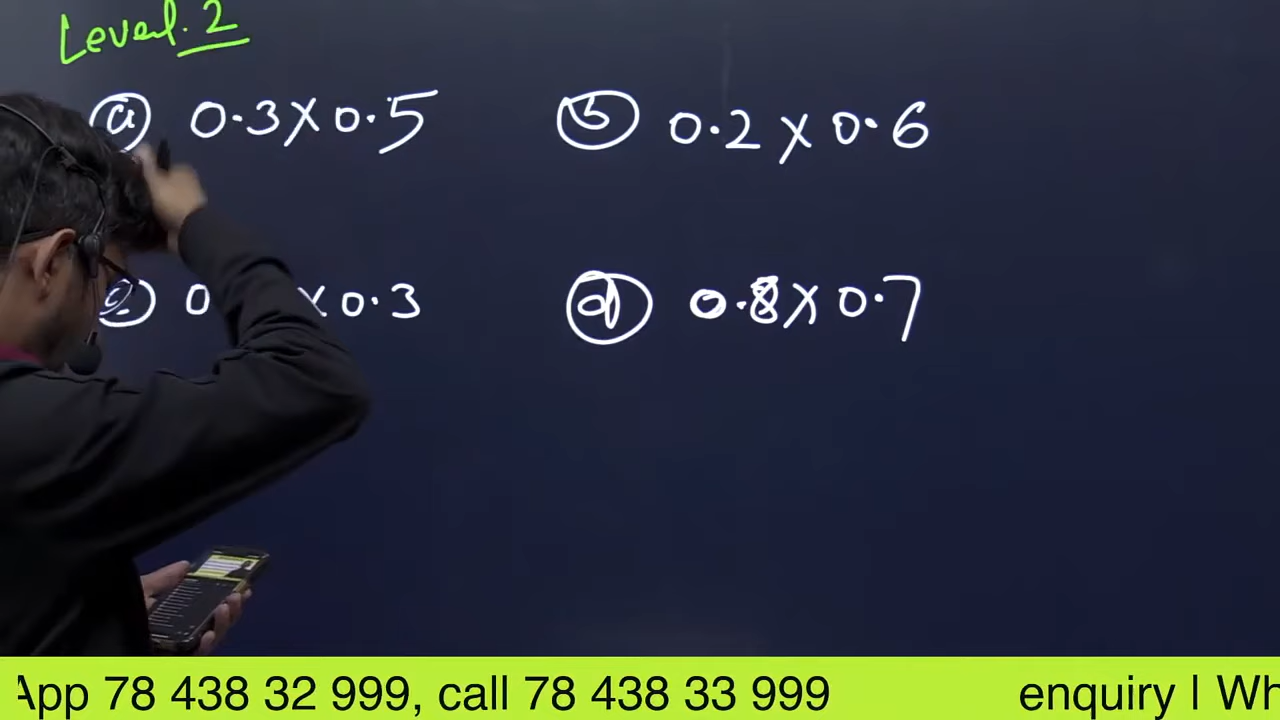 Level. 2
(a) 0.3 x 0.5
(b) 0.2 x 0.6
(c) 0 x 0.3
(d) 0.8 x 0.7
App 78 438 32 999, call 78 438 33 999 enquiry I Wh